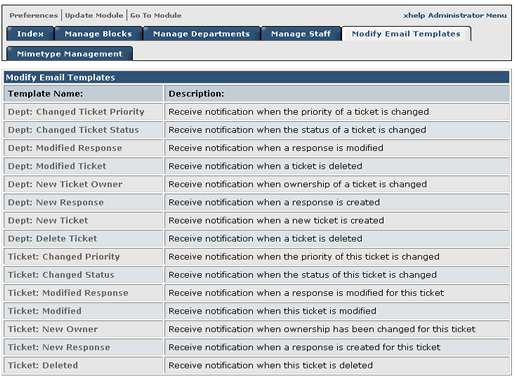 Preferences | Update Module | Go To Module xhelp Administrator Menu
Index Manage Blocks Manage Departments Manage Staff Modify Email Templates
Mimetype Management
Modify Email Templates
Template Name: Description:
Dept: Changed Ticket Priority Receive notification when the priority of a ticket is changed
Dept: Changed Ticket Status Receive notification when the status of a ticket is changed
Dept: Modified Response Receive notification when a response is modified
Dept: Modified Ticket Receive notification when a ticket is deleted
Dept: New Ticket Owner Receive notification when ownership of a ticket is changed
Dept: New Response Receive notification when a response is created
Dept: New Ticket Receive notification when a new ticket is created
Dept: Delete Ticket Receive notification when a ticket is deleted
Ticket: Changed Priority Receive notification when the priority of this ticket is changed
Ticket: Changed Status Receive notification when the status of this ticket is changed
Ticket: Modified Response Receive notification when a response is modified for this ticket
Ticket: Modified Receive notification when this ticket is modified
Ticket: New Owner Receive notification when ownership has been changed for this ticket
Ticket: New Response Receive notification when a response is created for this ticket
Ticket: Deleted Receive notification when this ticket is deleted